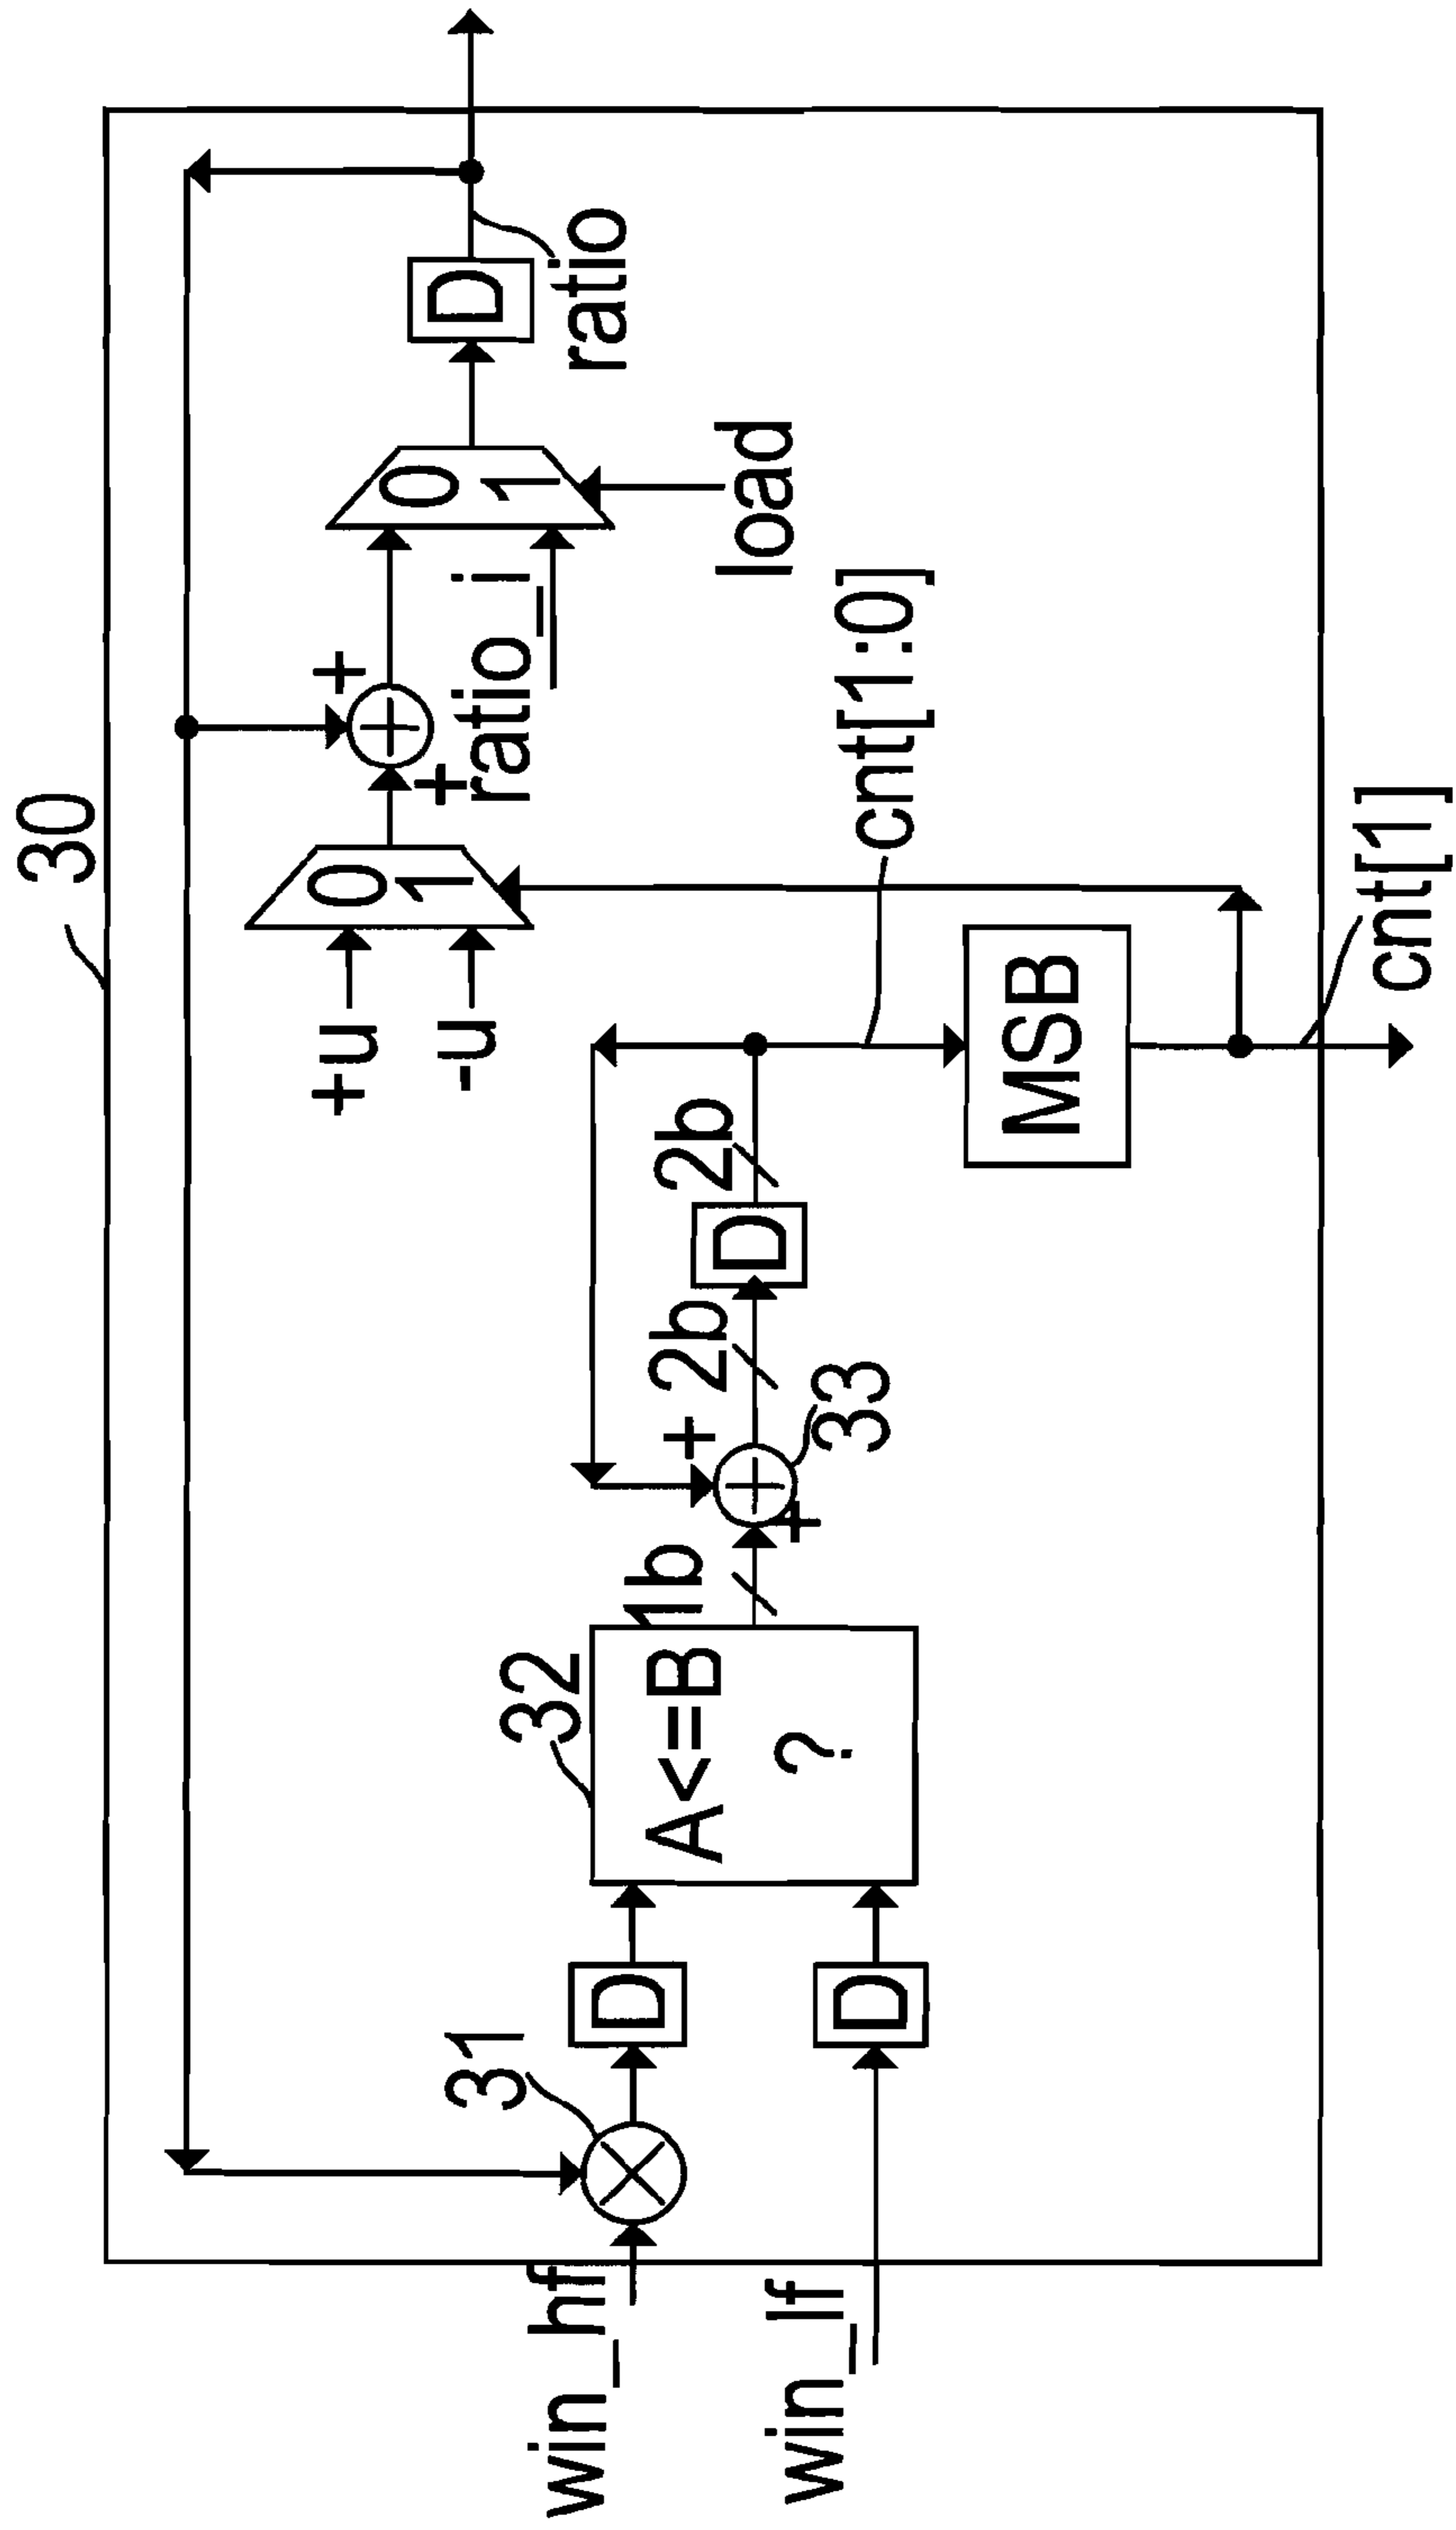 30
win_hf
win_lf
31
D
D
32
A<=B
?
1b
+
+
33
2b
D
2b
cnt[1:0]
MSB
cnt[1]
+u
-u
0
1
+
+
ratio_i
0
1
load
D
ratio